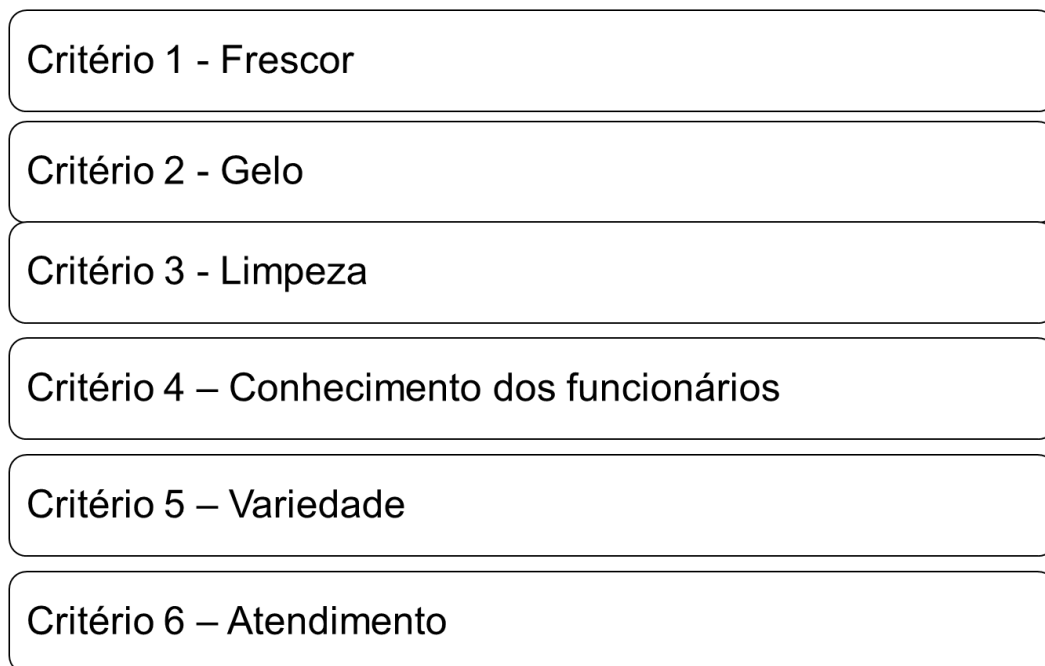 Critério 1 - Frescor
Critério 2 - Gelo
Critério 3 - Limpeza
Critério 4 – Conhecimento dos funcionários
Critério 5 – Variedade
Critério 6 – Atendimento